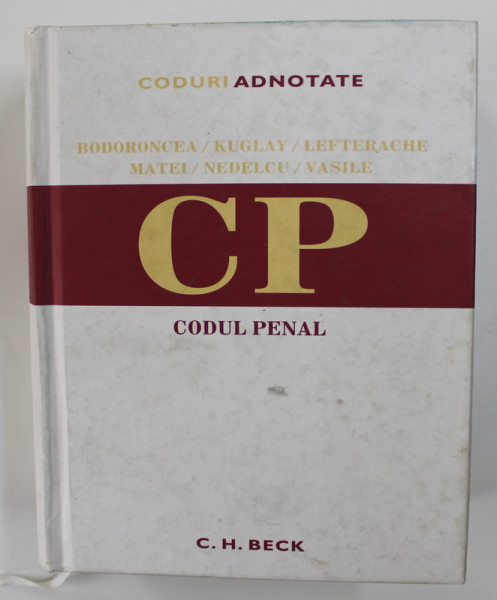 CODURI ADNOTATE
BODORONCEA / KUGLAY / LEFTERACHE
MATEI / NEDELCU / VASILE
CP
CODUL PENAL
C. H. BECK